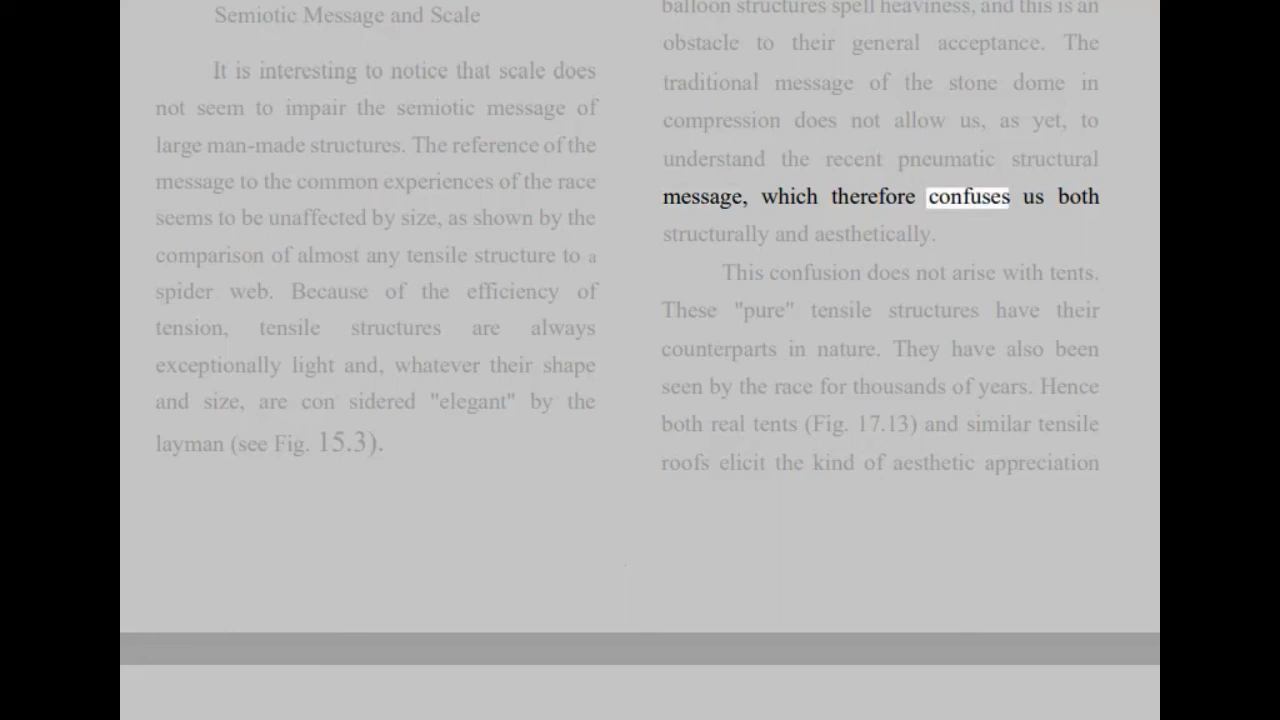 Semiotic Message and Scale
It is interesting to notice that scale does
not seem to impair the semiotic message of
large man-made structures. The reference of the
message to the common experiences of the race
seems to be unaffected by size, as shown by the
comparison of almost any tensile structure to a
spider web. Because of the efficiency of
tension, tensile structures are always
exceptionally light and, whatever their shape
and size, are con sidered "elegant" by the
layman (see Fig. 15.3).
balloon structures spell heaviness, and this is an
obstacle to their general acceptance. The
traditional message of the stone dome in
compression does not allow us, as yet, to
understand the recent pneumatic structural
message, which therefore confuses us both
structurally and aesthetically.
This confusion does not arise with tents.
These "pure" tensile structures have their
counterparts in nature. They have also been
seen by the race for thousands of years. Hence
both real tents (Fig. 17.13) and similar tensile
roofs elicit the kind of aesthetic appreciation